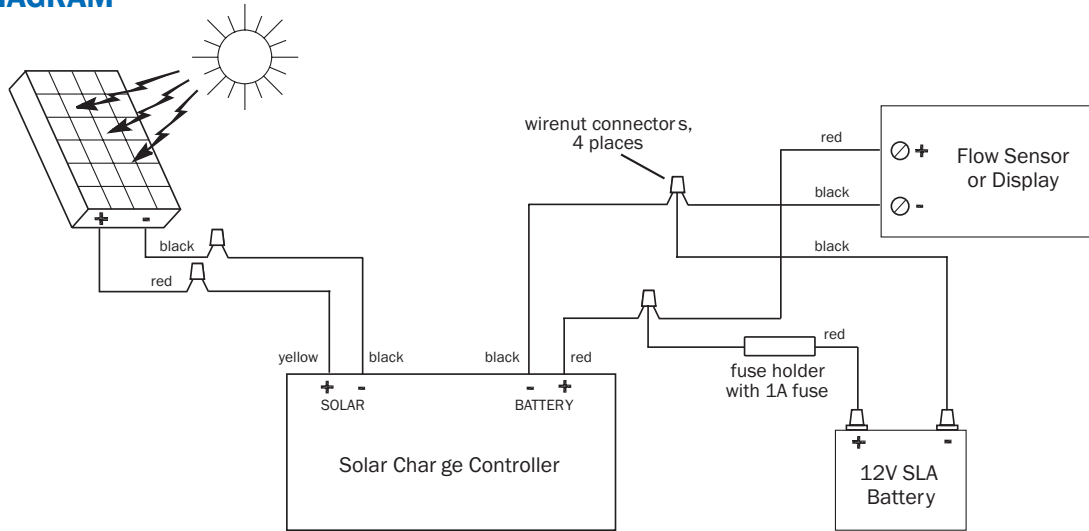 wirenut connectors,
4 places
red
+
Flow Sensor
or Display
black
-
+ -
black
black
red
red
yellow
black
black
red
fuse holder
with 1A fuse
+ -
SOLAR
- +
BATTERY
+ -
Solar Charge Controller
12V SLA
Battery